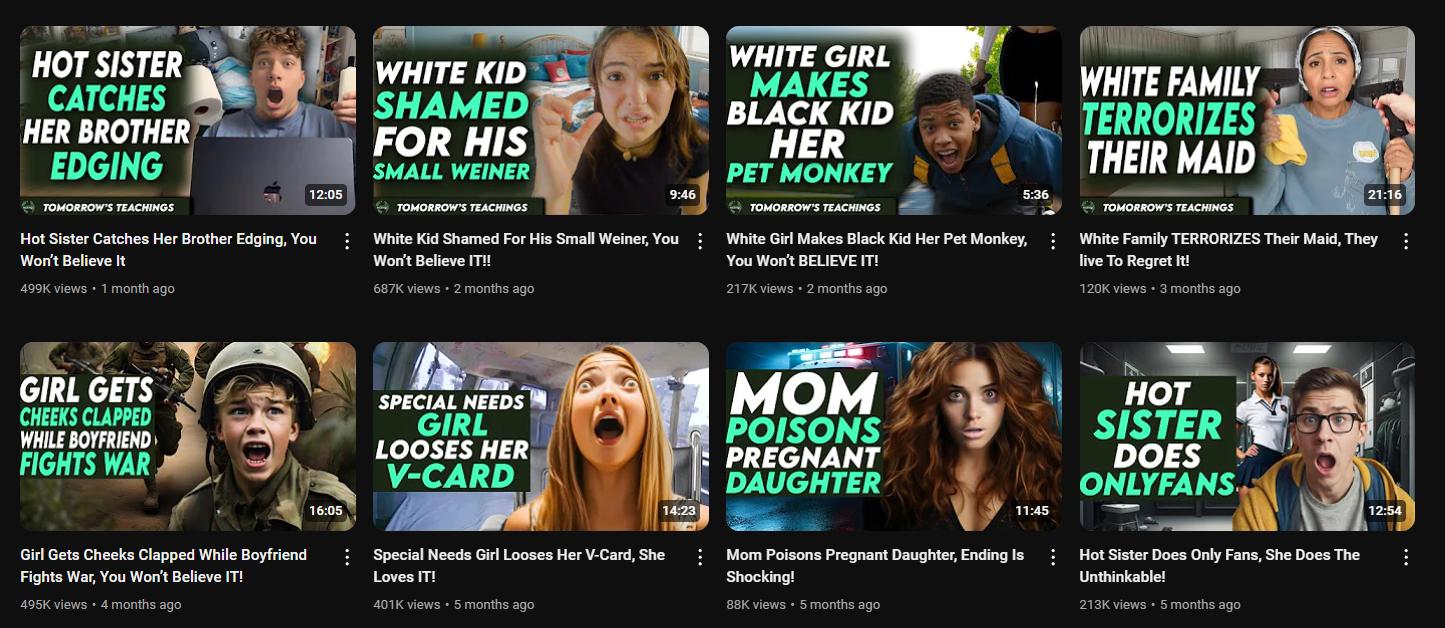 HOT SISTER
CATCHES
HER BROTHER
EDGING
12:05
TOMORROW'S TEACHINGS
Hot Sister Catches Her Brother Edging, You
Won’t Believe It
499K views • 1 month ago
WHITE KID
SHAMED
FOR HIS
SMALL WEINER
9:46
TOMORROW'S TEACHINGS
White Kid Shamed For His Small Weiner, You
Won’t Believe IT!!
687K views • 2 months ago
WHITE GIRL
MAKES
BLACK KID
HER
PET MONKEY
5:36
TOMORROW'S TEACHINGS
White Girl Makes Black Kid Her Pet Monkey,
You Won’t BELIEVE IT!
217K views • 2 months ago
WHITE FAMILY
TERRORIZES
THEIR MAID
21:16
TOMORROW'S TEACHINGS
White Family TERRORIZES Their Maid, They
live To Regret It!
120K views • 3 months ago
GIRL GETS
CHEEKS CLAPPED
WHILE BOYFRIEND
FIGHTS WAR
16:05
Girl Gets Cheeks Clapped While Boyfriend
Fights War, You Won’t Believe IT!
495K views • 4 months ago
SPECIAL NEEDS
GIRL
LOOSES HER
V-CARD
14:23
Special Needs Girl Looses Her V-Card, She
Loves IT!
401K views • 5 months ago
MOM
POISONS
PREGNANT
DAUGHTER
11:45
Mom Poisons Pregnant Daughter, Ending Is
Shocking!
88K views • 5 months ago
HOT
SISTER
DOES
ONLYFANS
12:54
Hot Sister Does Only Fans, She Does The
Unthinkable!
213K views • 5 months ago